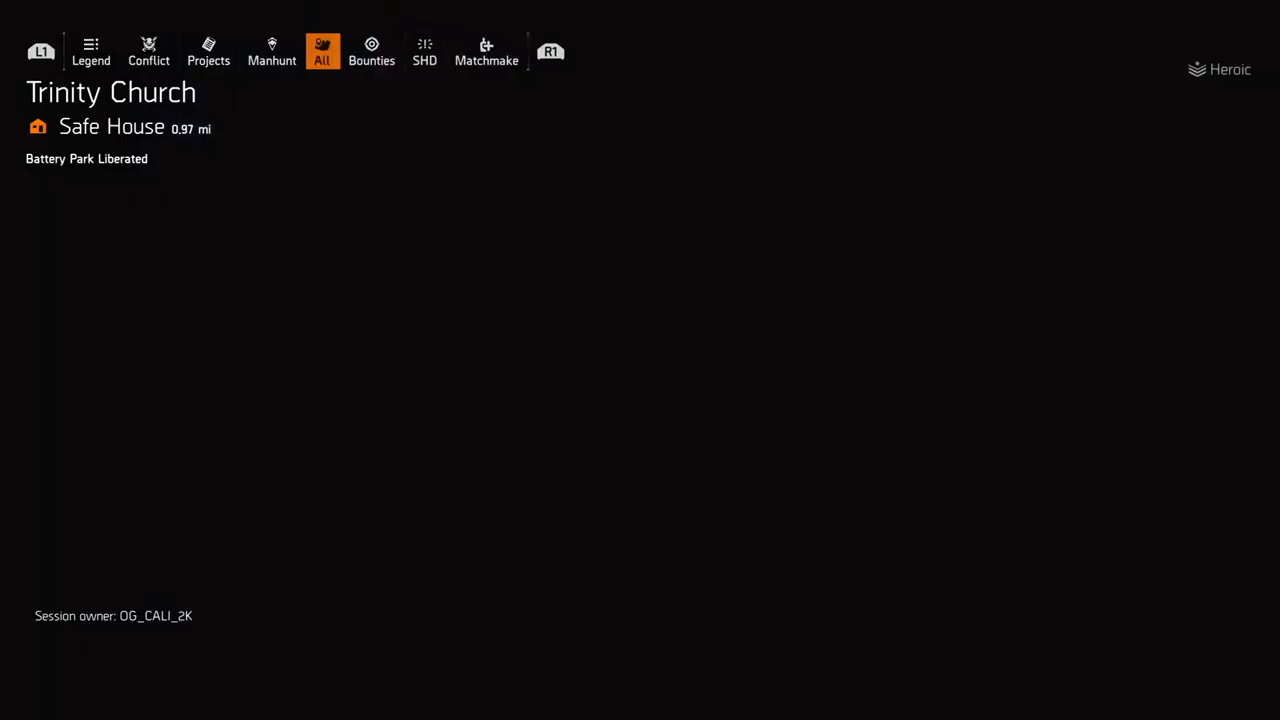 L1 Legend Conflict Projects Manhunt All Bounties SHD Matchmake R1
Heroic
Trinity Church
Safe House 0.97 mi
Battery Park Liberated
Session owner: OG_CALI_2K